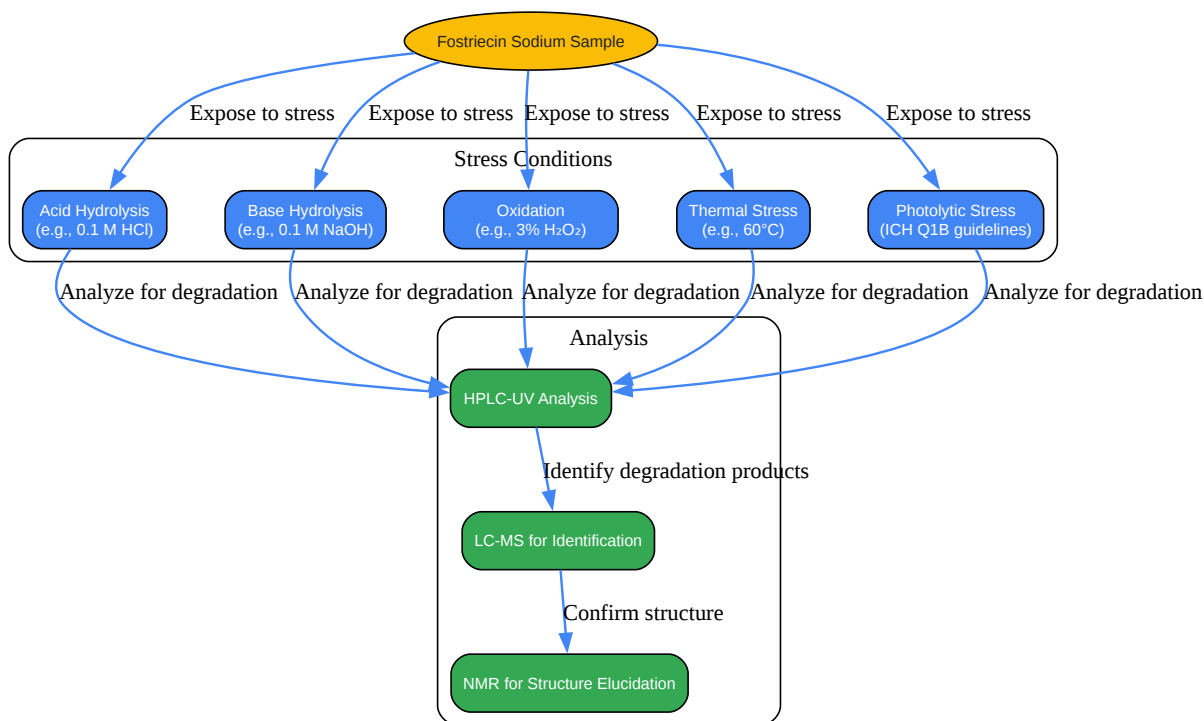 Fostriecin Sodium Sample
Expose to stress
Expose to stress
Expose to stress
Expose to stress
Expose to stress
Stress Conditions
Acid Hydrolysis
(e.g., 0.1 M HCl)
Base Hydrolysis
(e.g., 0.1 M NaOH)
Oxidation
(e.g., 3% H₂O₂)
Thermal Stress
(e.g., 60°C)
Photolytic Stress
(ICH Q1B guidelines)
Analyze for degradation
Analyze for degradation
Analyze for degradation
Analyze for degradation
Analyze for degradation
Analysis
HPLC-UV Analysis
Identify degradation products
LC-MS for Identification
Confirm structure
NMR for Structure Elucidation